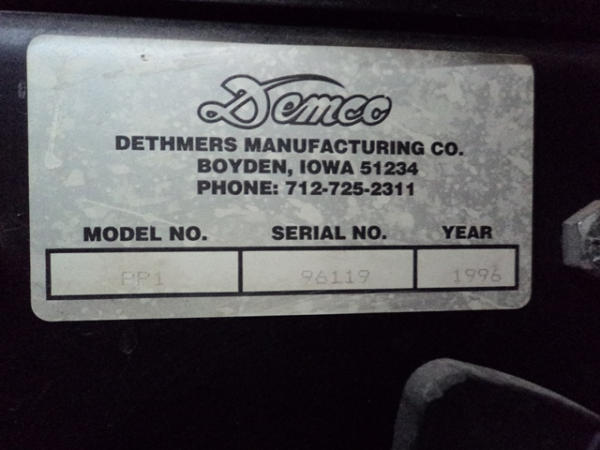 Demco
DETHMERS MANUFACTURING CO.
BOYDEN, IOWA 51234
PHONE: 712-725-2311
MODEL NO. SERIAL NO. YEAR
PP1 96119 1996